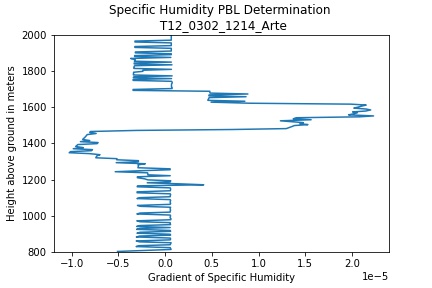 Specific Humidity PBL Determination
T12_0302_1214_Arte
2000
1800
1600
1400
1200
1000
800
Height above ground in meters
−1.0 −0.5 0.0 0.5 1.0 1.5 2.0
1e−5
Gradient of Specific Humidity